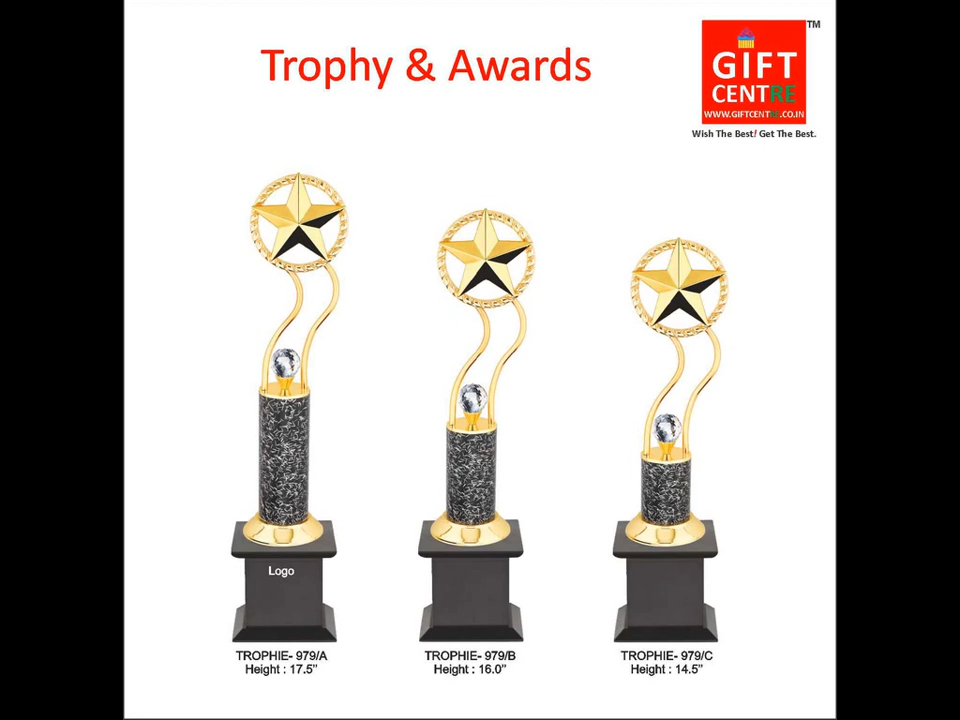 Trophy & Awards
TM
GIFT
CENTRE
WWW.GIFTCENTRE.CO.IN
Wish The Best! Get The Best.
Logo
TROPHIE- 979/A
Height : 17.5”
TROPHIE- 979/B
Height : 16.0”
TROPHIE- 979/C
Height : 14.5”